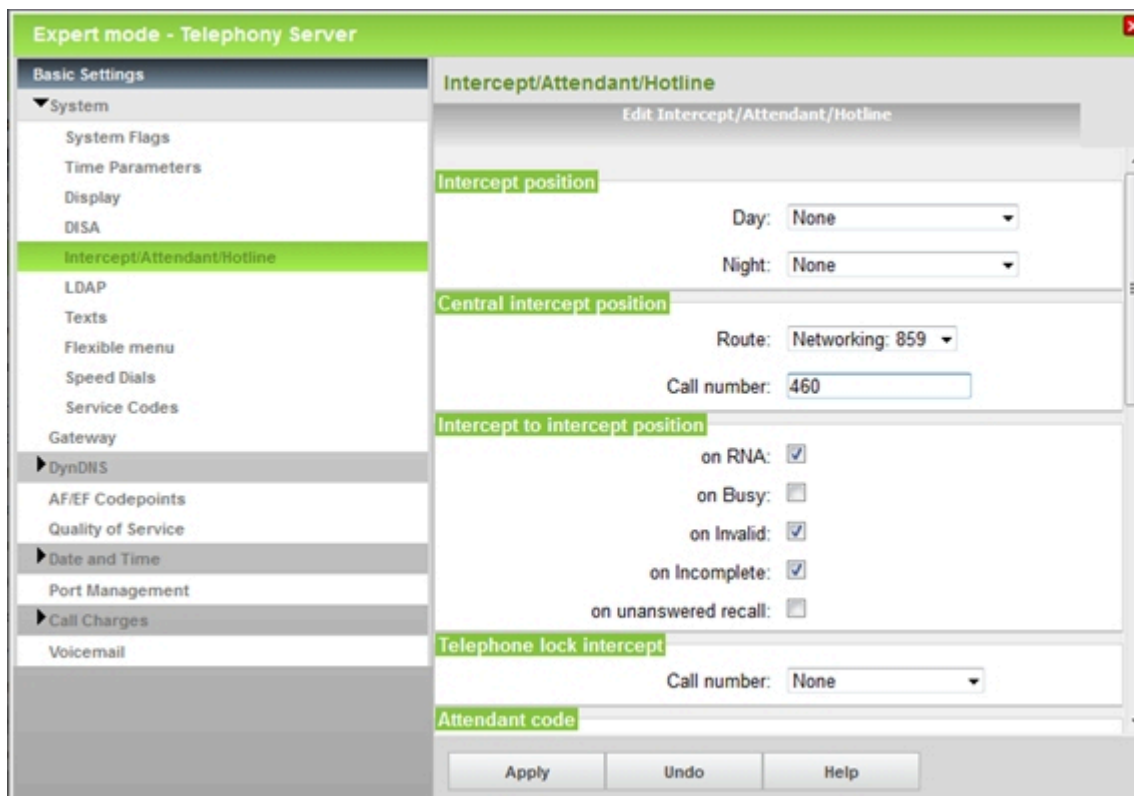 Expert mode - Telephony Server
Basic Settings
System
System Flags
Time Parameters
Display
DISA
Intercept/Attendant/Hotline
LDAP
Texts
Flexible menu
Speed Dials
Service Codes
Gateway
DynDNS
AF/EF Codepoints
Quality of Service
Date and Time
Port Management
Call Charges
Voicemail
Intercept/Attendant/Hotline
Edit Intercept/Attendant/Hotline
Intercept position
Day: None
Night: None
Central intercept position
Route: Networking: 859
Call number: 460
Intercept to intercept position
on RNA:
on Busy:
on Invalid:
on Incomplete:
on unanswered recall:
Telephone lock intercept
Call number: None
Attendant code
Apply Undo Help